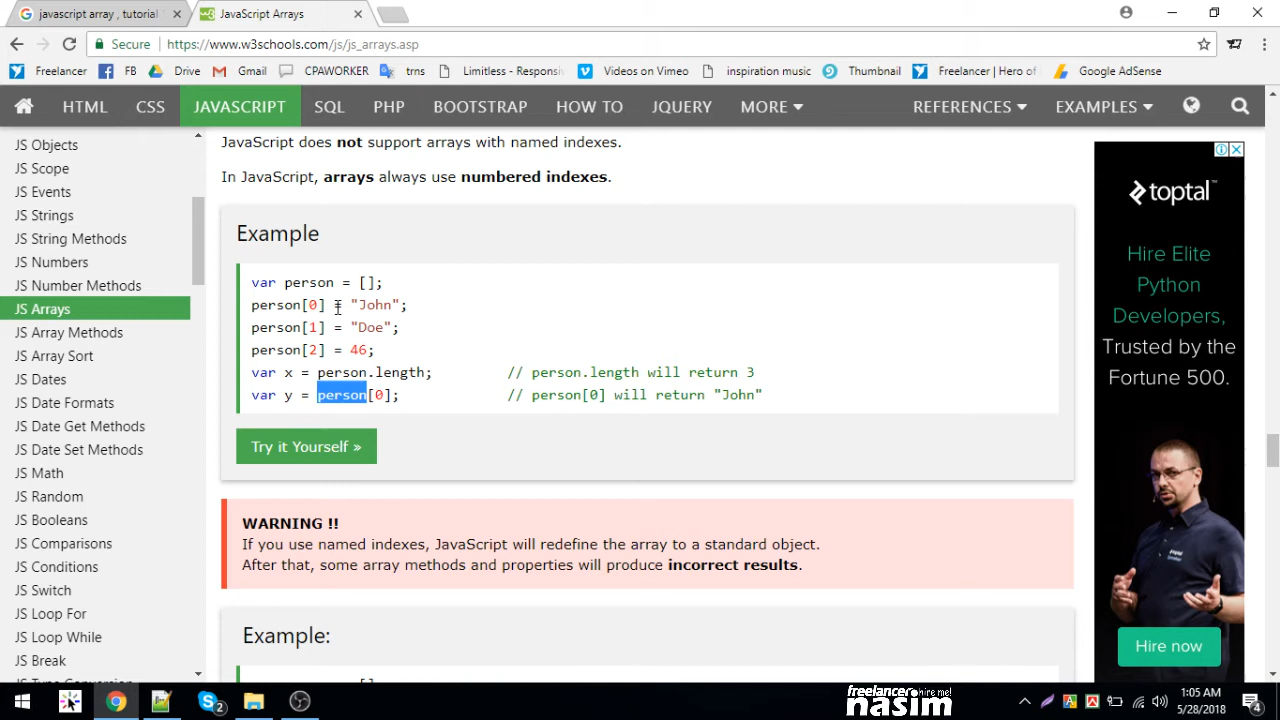 javascript array , tutorial
JavaScript Arrays
Secure
https://www.w3schools.com/js/js_arrays.asp
Freelancer
FB
Drive
Gmail
CPAWORKER
trns
Limitless - Responsi
Videos on Vimeo
inspiration music
Thumbnail
Freelancer | Hero of
Google AdSense
HTML
CSS
JAVASCRIPT
SQL
PHP
BOOTSTRAP
HOW TO
JQUERY
MORE
REFERENCES
EXAMPLES
JS Objects
JS Scope
JS Events
JS Strings
JS String Methods
JS Numbers
JS Number Methods
JS Arrays
JS Array Methods
JS Array Sort
JS Dates
JS Date Formats
JS Date Get Methods
JS Date Set Methods
JS Math
JS Random
JS Booleans
JS Comparisons
JS Conditions
JS Switch
JS Loop For
JS Loop While
JS Break
JS Type Conversion
JavaScript does not support arrays with named indexes.
In JavaScript, arrays always use numbered indexes.
Example
var person = [];
person[0] = "John";
person[1] = "Doe";
person[2] = 46;
var x = person.length; // person.length will return 3
var y = person[0]; // person[0] will return "John"
Try it Yourself »
WARNING !!
If you use named indexes, JavaScript will redefine the array to a standard object.
After that, some array methods and properties will produce incorrect results.
Example:
toptal
Hire Elite
Python
Developers,
Trusted by the
Fortune 500.
Hire now
2
freelancers hire me!
nasim
1:05 AM
5/28/2018
4